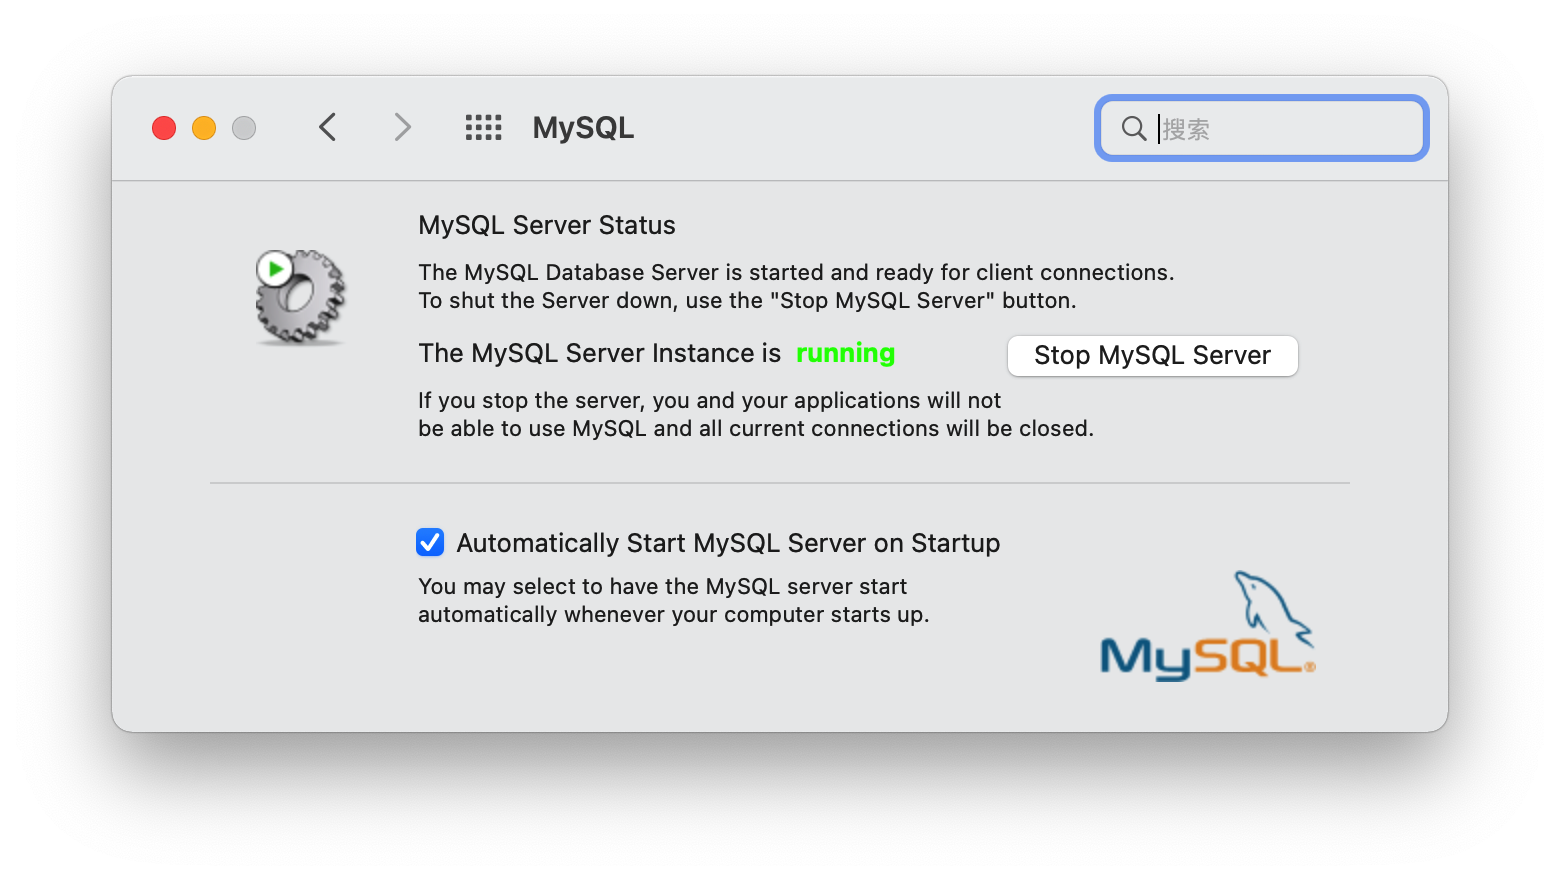 MySQL
搜索
MySQL Server Status
The MySQL Database Server is started and ready for client connections.
To shut the Server down, use the "Stop MySQL Server" button.
The MySQL Server Instance is running
Stop MySQL Server
If you stop the server, you and your applications will not
be able to use MySQL and all current connections will be closed.
Automatically Start MySQL Server on Startup
You may select to have the MySQL server start
automatically whenever your computer starts up.
MySQL®